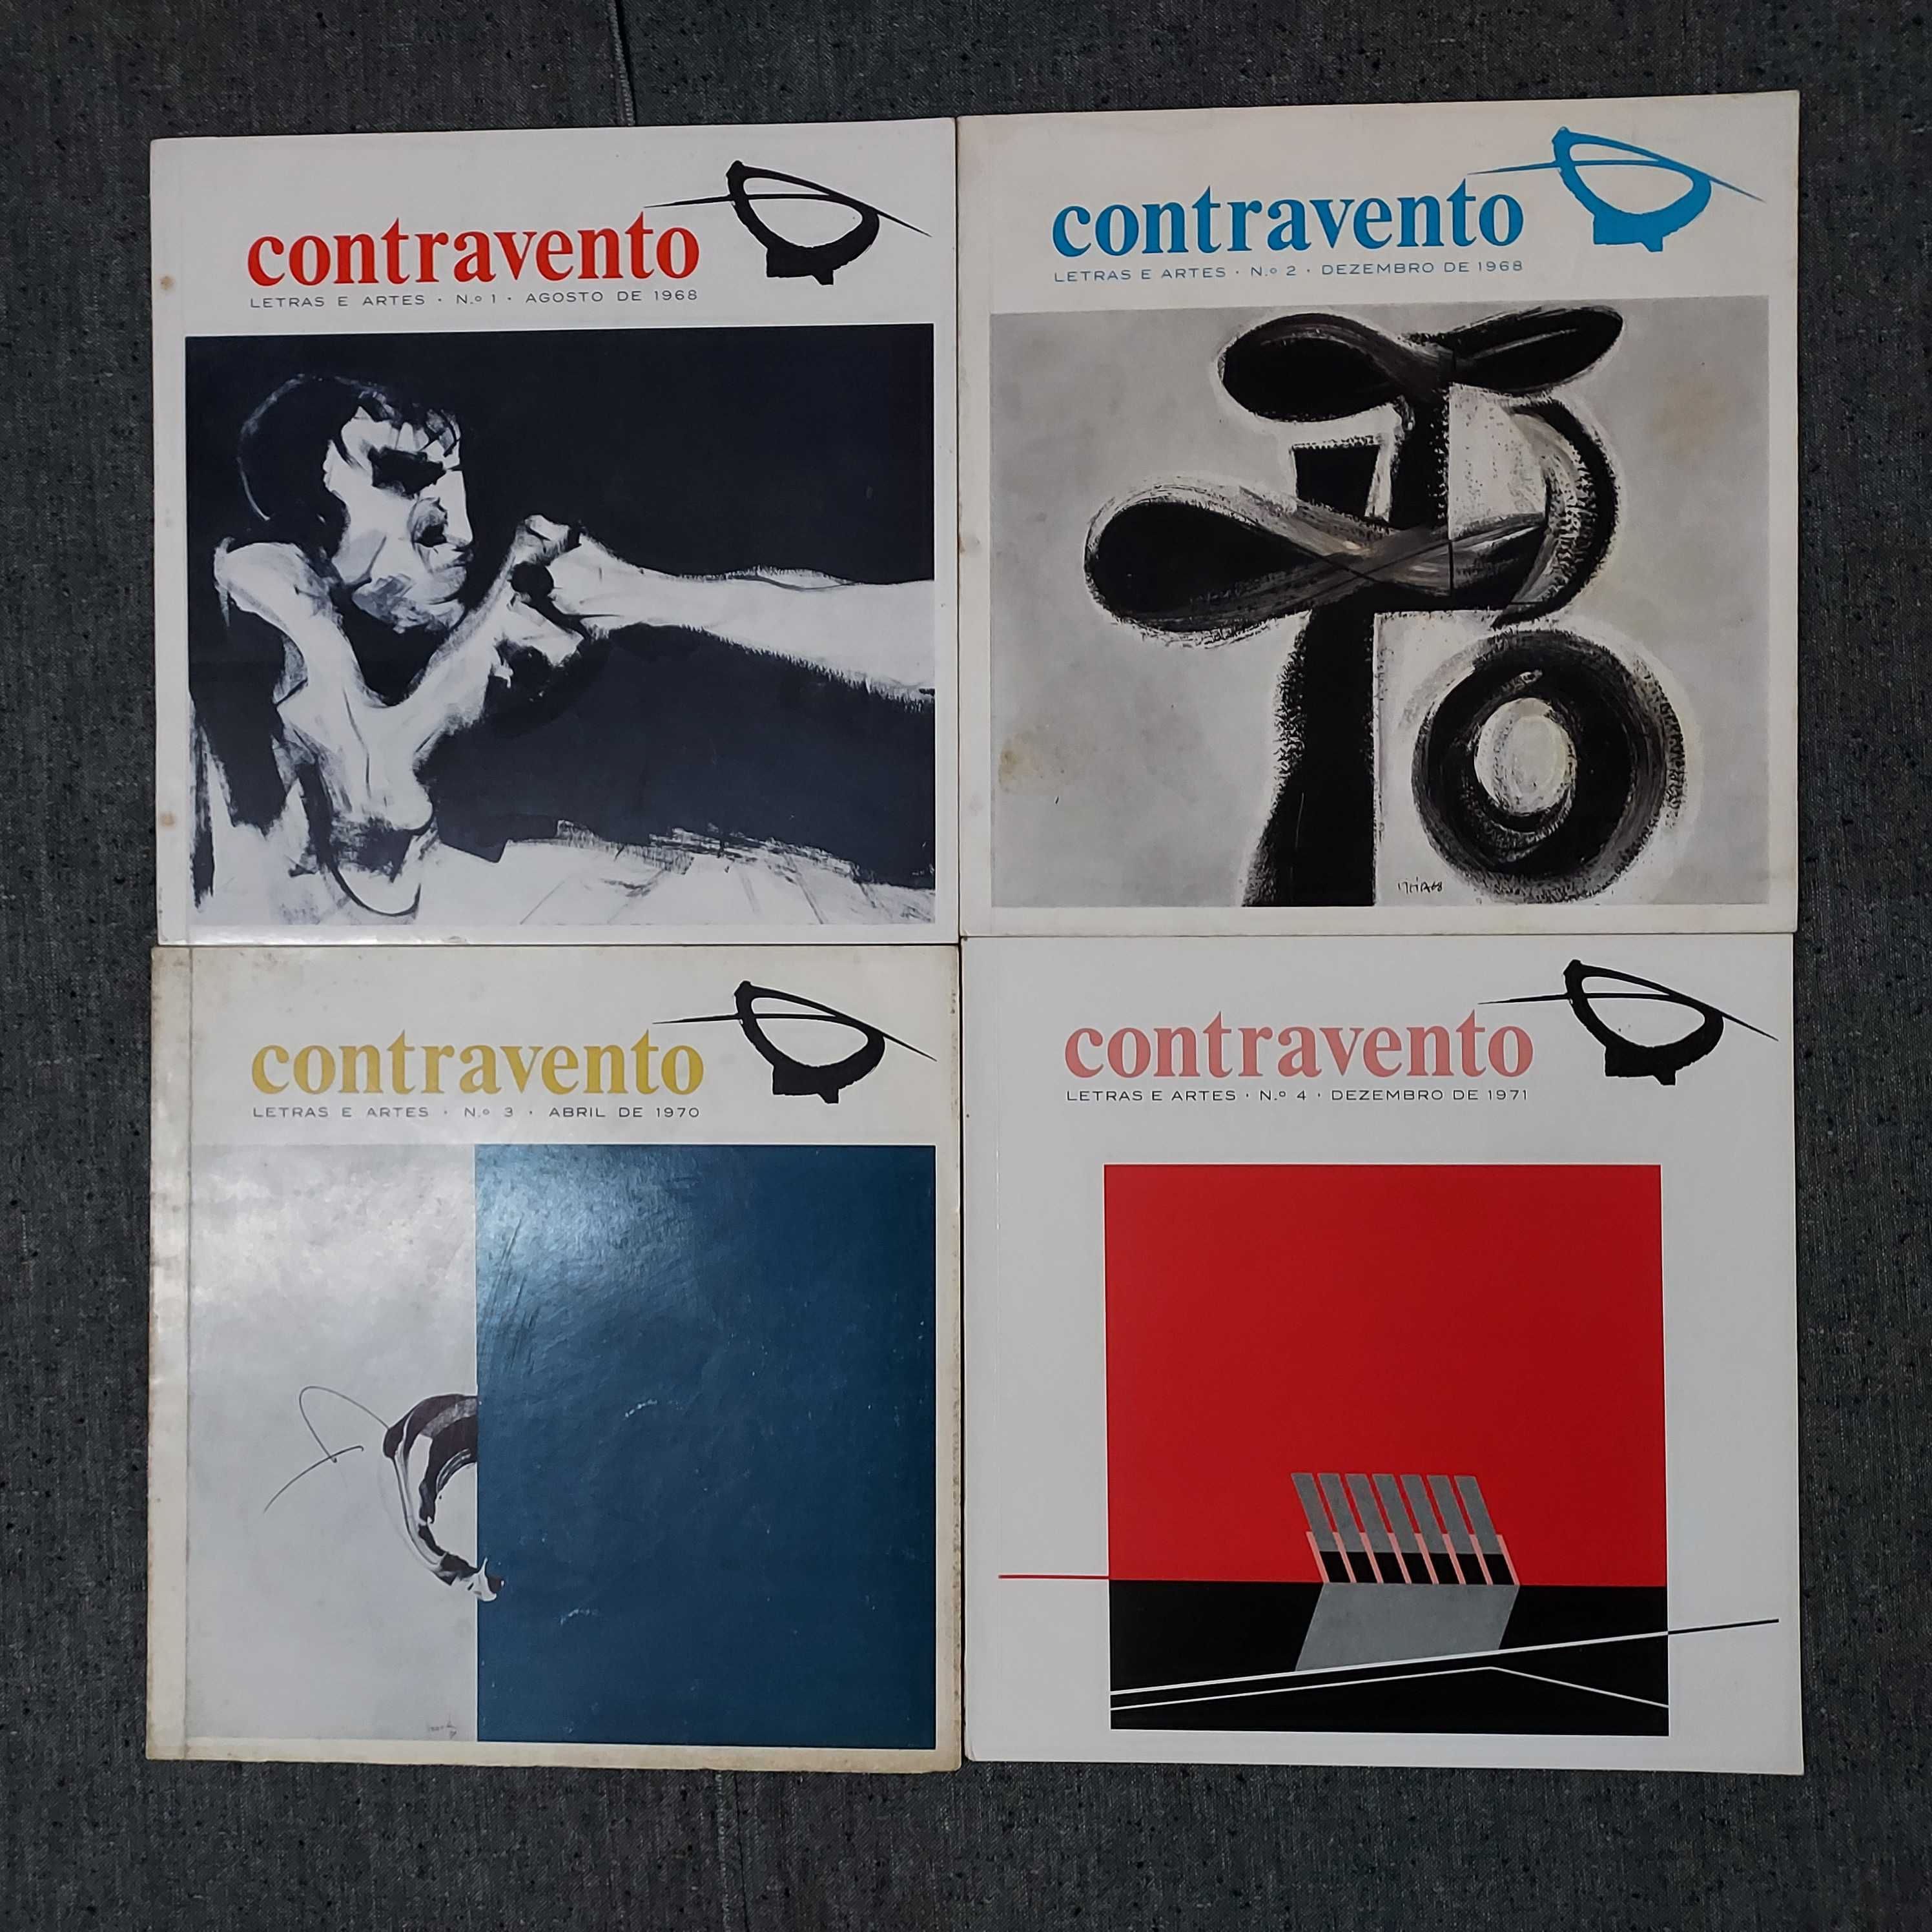 contravento
LETRAS E ARTES · N.º 1 · AGOSTO DE 1968
contravento
LETRAS E ARTES · N.º 2 · DEZEMBRO DE 1968
contravento
LETRAS E ARTES · N.º 3 · ABRIL DE 1970
contravento
LETRAS E ARTES · N.º 4 · DEZEMBRO DE 1971